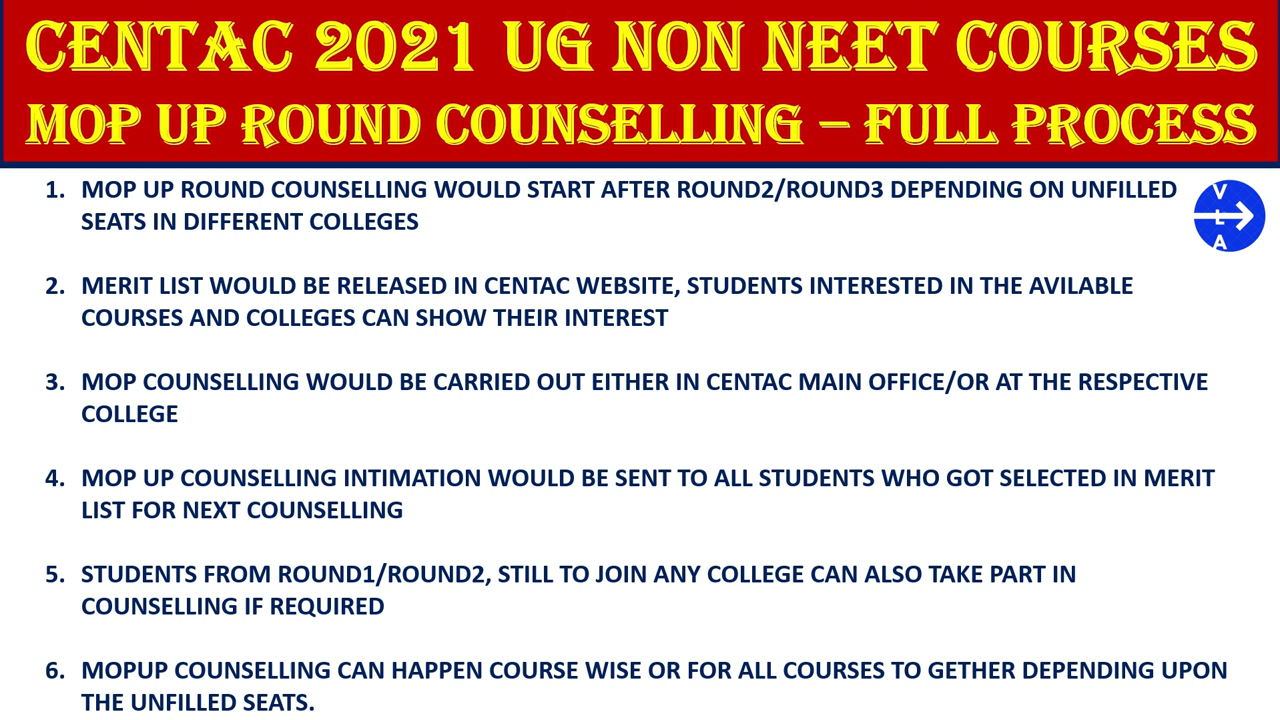 CENTAC 2021 UG NON NEET COURSES
MOP UP ROUND COUNSELLING – FULL PROCESS
1. MOP UP ROUND COUNSELLING WOULD START AFTER ROUND2/ROUND3 DEPENDING ON UNFILLED
SEATS IN DIFFERENT COLLEGES
V
L
A
2. MERIT LIST WOULD BE RELEASED IN CENTAC WEBSITE, STUDENTS INTERESTED IN THE AVILABLE
COURSES AND COLLEGES CAN SHOW THEIR INTEREST
3. MOP COUNSELLING WOULD BE CARRIED OUT EITHER IN CENTAC MAIN OFFICE/OR AT THE RESPECTIVE
COLLEGE
4. MOP UP COUNSELLING INTIMATION WOULD BE SENT TO ALL STUDENTS WHO GOT SELECTED IN MERIT
LIST FOR NEXT COUNSELLING
5. STUDENTS FROM ROUND1/ROUND2, STILL TO JOIN ANY COLLEGE CAN ALSO TAKE PART IN
COUNSELLING IF REQUIRED
6. MOPUP COUNSELLING CAN HAPPEN COURSE WISE OR FOR ALL COURSES TO GETHER DEPENDING UPON
THE UNFILLED SEATS.